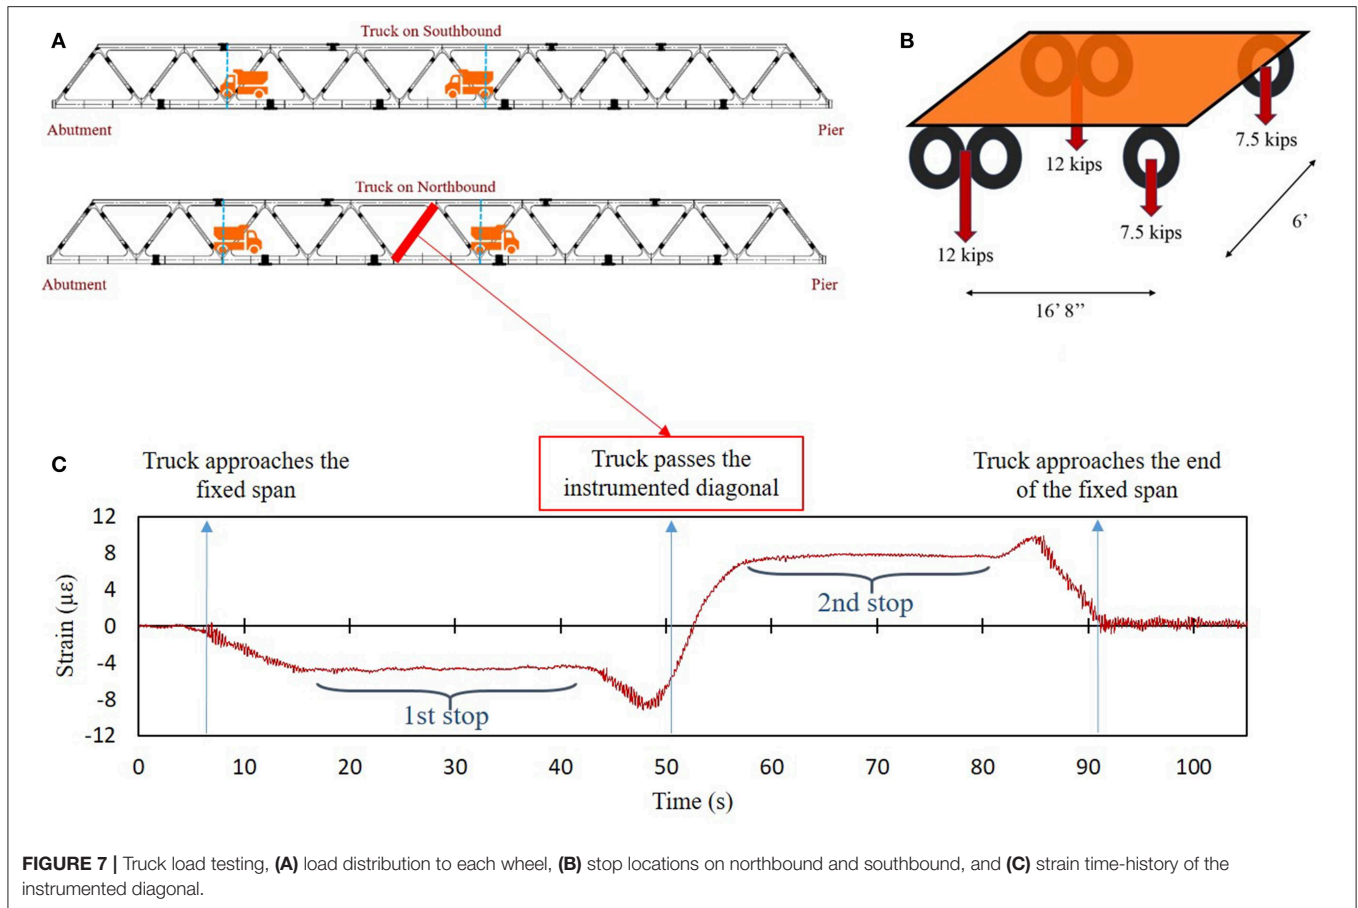 A
Truck on Southbound
Abutment
Pier
Truck on Northbound
Abutment
Pier
B
7.5 kips
12 kips
6’
7.5 kips
12 kips
16’ 8’’
C
Truck approaches the
fixed span
Truck passes the
instrumented diagonal
Truck approaches the end
of the fixed span
12
8
4
0
-4
-8
-12
Strain (με)
1st stop
2nd stop
0 10 20 30 40 50 60 70 80 90 100
Time (s)
FIGURE 7 | Truck load testing, (A) load distribution to each wheel, (B) stop locations on northbound and southbound, and (C) strain time-history of the
instrumented diagonal.